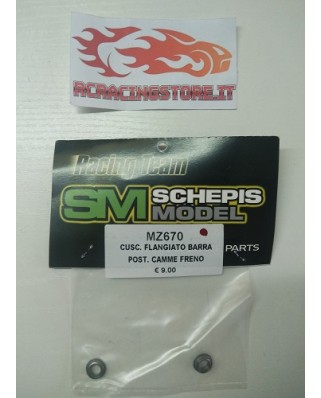 RCRACINGSTORE.IT
Racing Team
SM SCHEPIS
MODEL
MZ670
CUSC. FLANGIATO BARRA
PARTS
POST. CAMME FRENO
€ 9.00